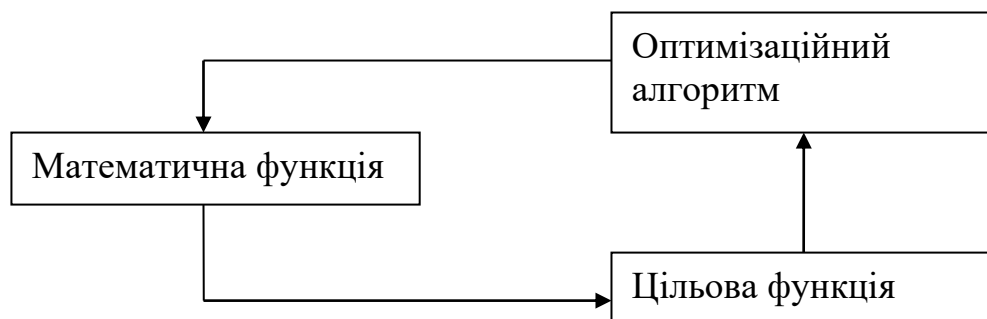 Оптимізаційний
алгоритм
Математична функція
Цільова функція